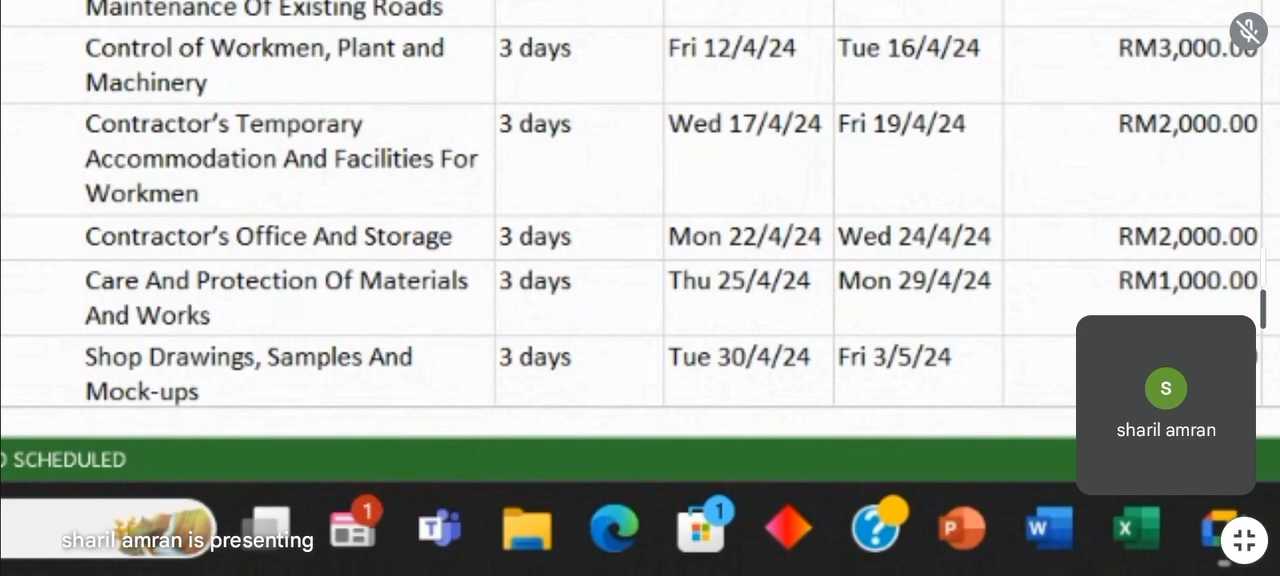 Maintenance Of Existing Roads
Control of Workmen, Plant and Machinery 3 days Fri 12/4/24 Tue 16/4/24 RM3,000.00
Contractor’s Temporary Accommodation And Facilities For Workmen 3 days Wed 17/4/24 Fri 19/4/24 RM2,000.00
Contractor’s Office And Storage 3 days Mon 22/4/24 Wed 24/4/24 RM2,000.00
Care And Protection Of Materials And Works 3 days Thu 25/4/24 Mon 29/4/24 RM1,000.00
Shop Drawings, Samples And Mock-ups 3 days Tue 30/4/24 Fri 3/5/24
S
sharil amran
SCHEDULED
1
1
T
?
P
W
X
sharil amran is presenting